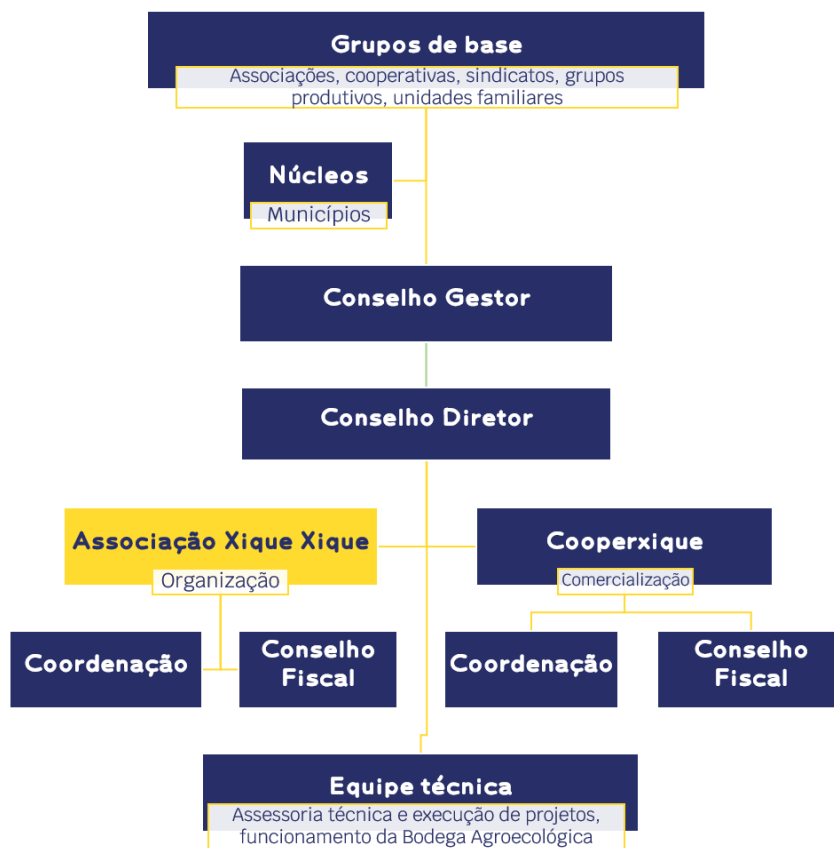 Grupos de base
Associações, cooperativas, sindicatos, grupos
produtivos, unidades familiares
Núcleos
Municípios
Conselho Gestor
Conselho Diretor
Associação Xique Xique
Organização
Cooperxique
Comercialização
Coordenação
Conselho
Fiscal
Coordenação
Conselho
Fiscal
Equipe técnica
Assessoria técnica e execução de projetos,
funcionamento da Bodega Agroecológica